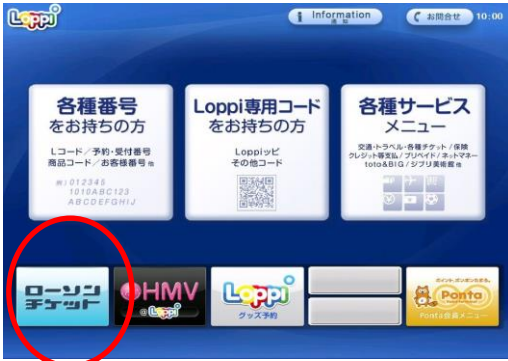 Loppi
Information
通知
お問合せ
10:00
各種番号
をお持ちの方
Lコード/予約・受付番号
商品コード/お客様番号 他
例）012345
1010ABC123
ABCDEFGHIJ
Loppi専用コード
をお持ちの方
Loppiッピ
その他コード
各種サービス
メニュー
交通・トラベル・各種チケット/保険
クレジット等支払/プリペイド/ネットマネー
toto&BIG/ジブリ美術館 他
ローソン
チケット
HMV
@Loppi
Loppi
グッズ予約
Ponta
Ponta会員メニュー